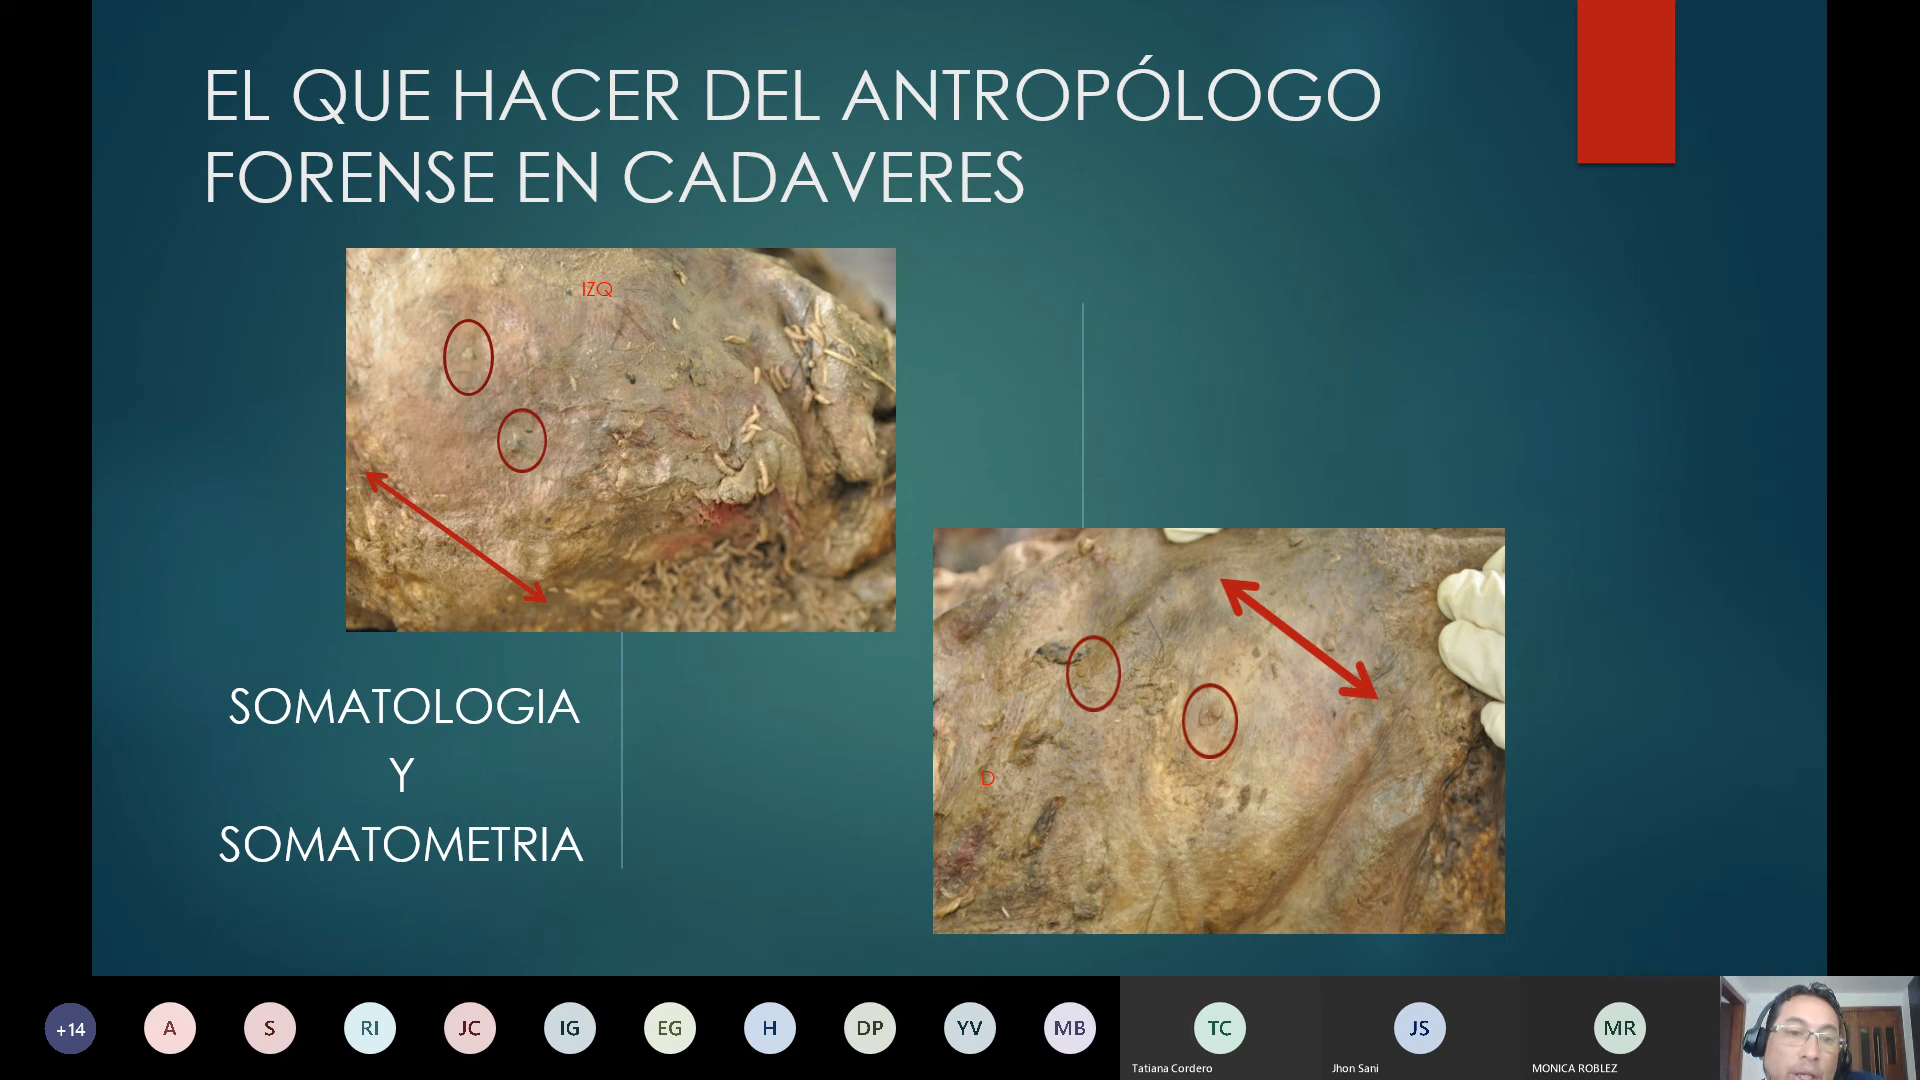 EL QUE HACER DEL ANTROPÓLOGO
FORENSE EN CADAVERES
IZQ
D
SOMATOLOGIA
Y
SOMATOMETRIA
+14
A
S
RI
JC
IG
EG
H
DP
YV
MB
TC
JS
MR
Tatiana Cordero
Jhon Sani
MONICA ROBLEZ